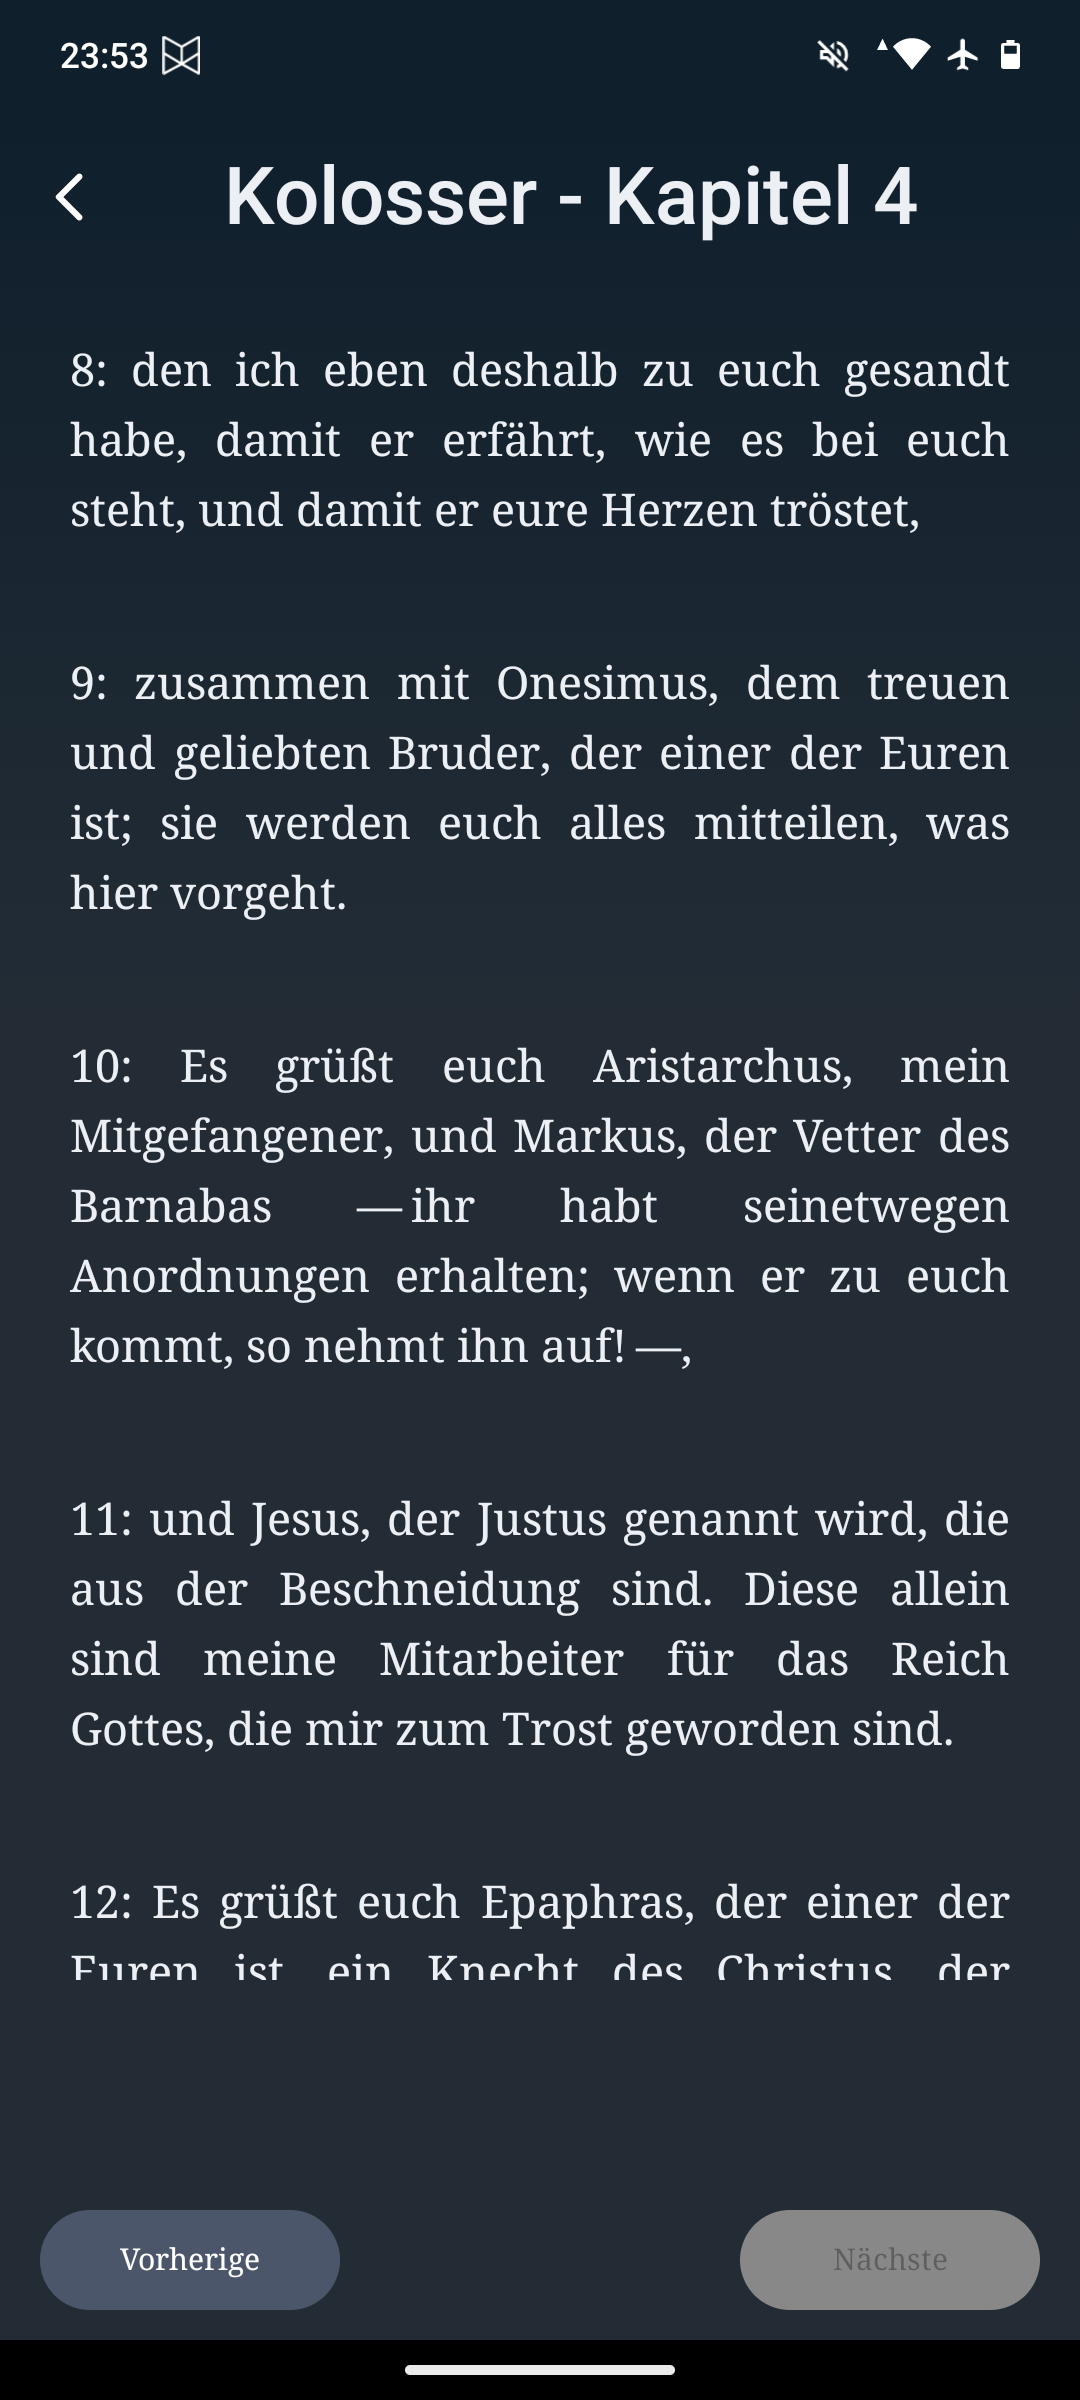 23:53
Kolosser - Kapitel 4
8: den ich eben deshalb zu euch gesandt
habe, damit er erfährt, wie es bei euch
steht, und damit er eure Herzen tröstet,
9: zusammen mit Onesimus, dem treuen
und geliebten Bruder, der einer der Euren
ist; sie werden euch alles mitteilen, was
hier vorgeht.
10: Es grüßt euch Aristarchus, mein
Mitgefangener, und Markus, der Vetter des
Barnabas — ihr habt seinetwegen
Anordnungen erhalten; wenn er zu euch
kommt, so nehmt ihn auf! —,
11: und Jesus, der Justus genannt wird, die
aus der Beschneidung sind. Diese allein
sind meine Mitarbeiter für das Reich
Gottes, die mir zum Trost geworden sind.
12: Es grüßt euch Epaphras, der einer der
Euren ist, ein Knecht des Christus, der
Vorherige
Nächste